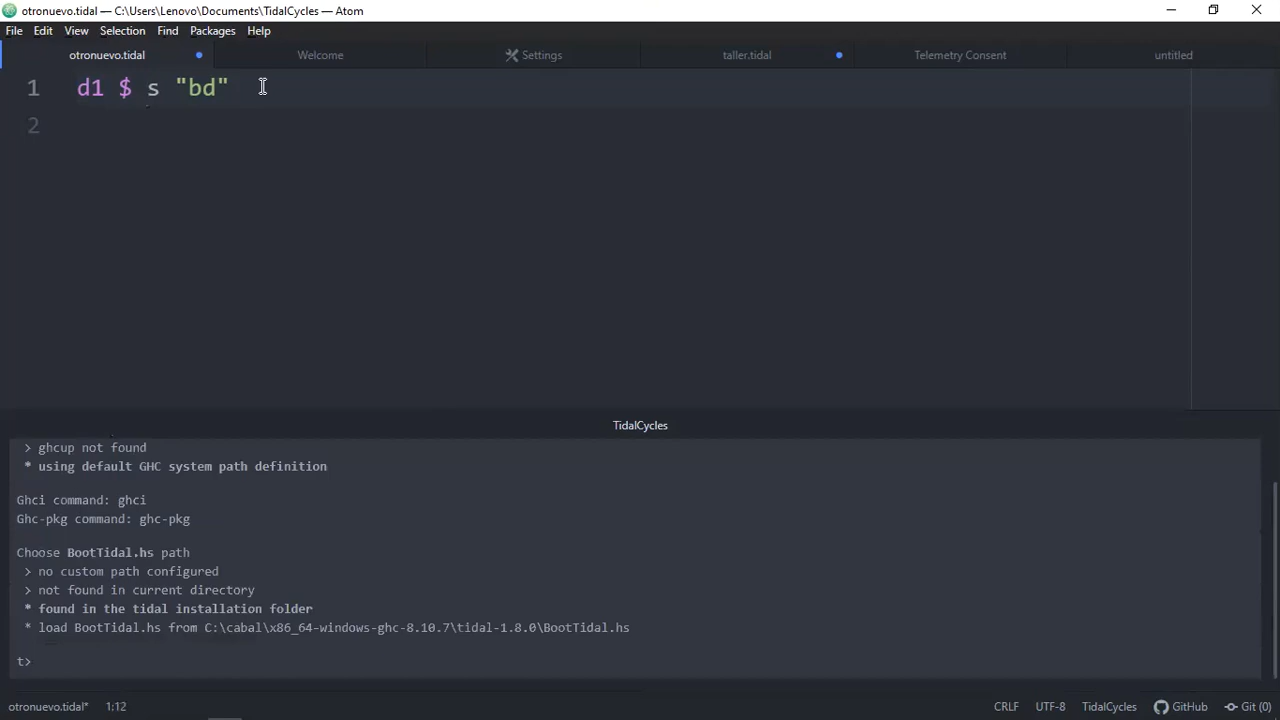 otronuevo.tidal — C:\Users\Lenovo\Documents\TidalCycles — Atom
File Edit View Selection Find Packages Help
otronuevo.tidal Welcome Settings taller.tidal Telemetry Consent untitled
1 d1 $ s "bd"
2
TidalCycles
> ghcup not found
* using default GHC system path definition
Ghci command: ghci
Ghc-pkg command: ghc-pkg
Choose BootTidal.hs path
> no custom path configured
> not found in current directory
* found in the tidal installation folder
* load BootTidal.hs from C:\cabal\x86_64-windows-ghc-8.10.7\tidal-1.8.0\BootTidal.hs
t>
otronuevo.tidal* 1:12 CRLF UTF-8 TidalCycles GitHub Git (0)